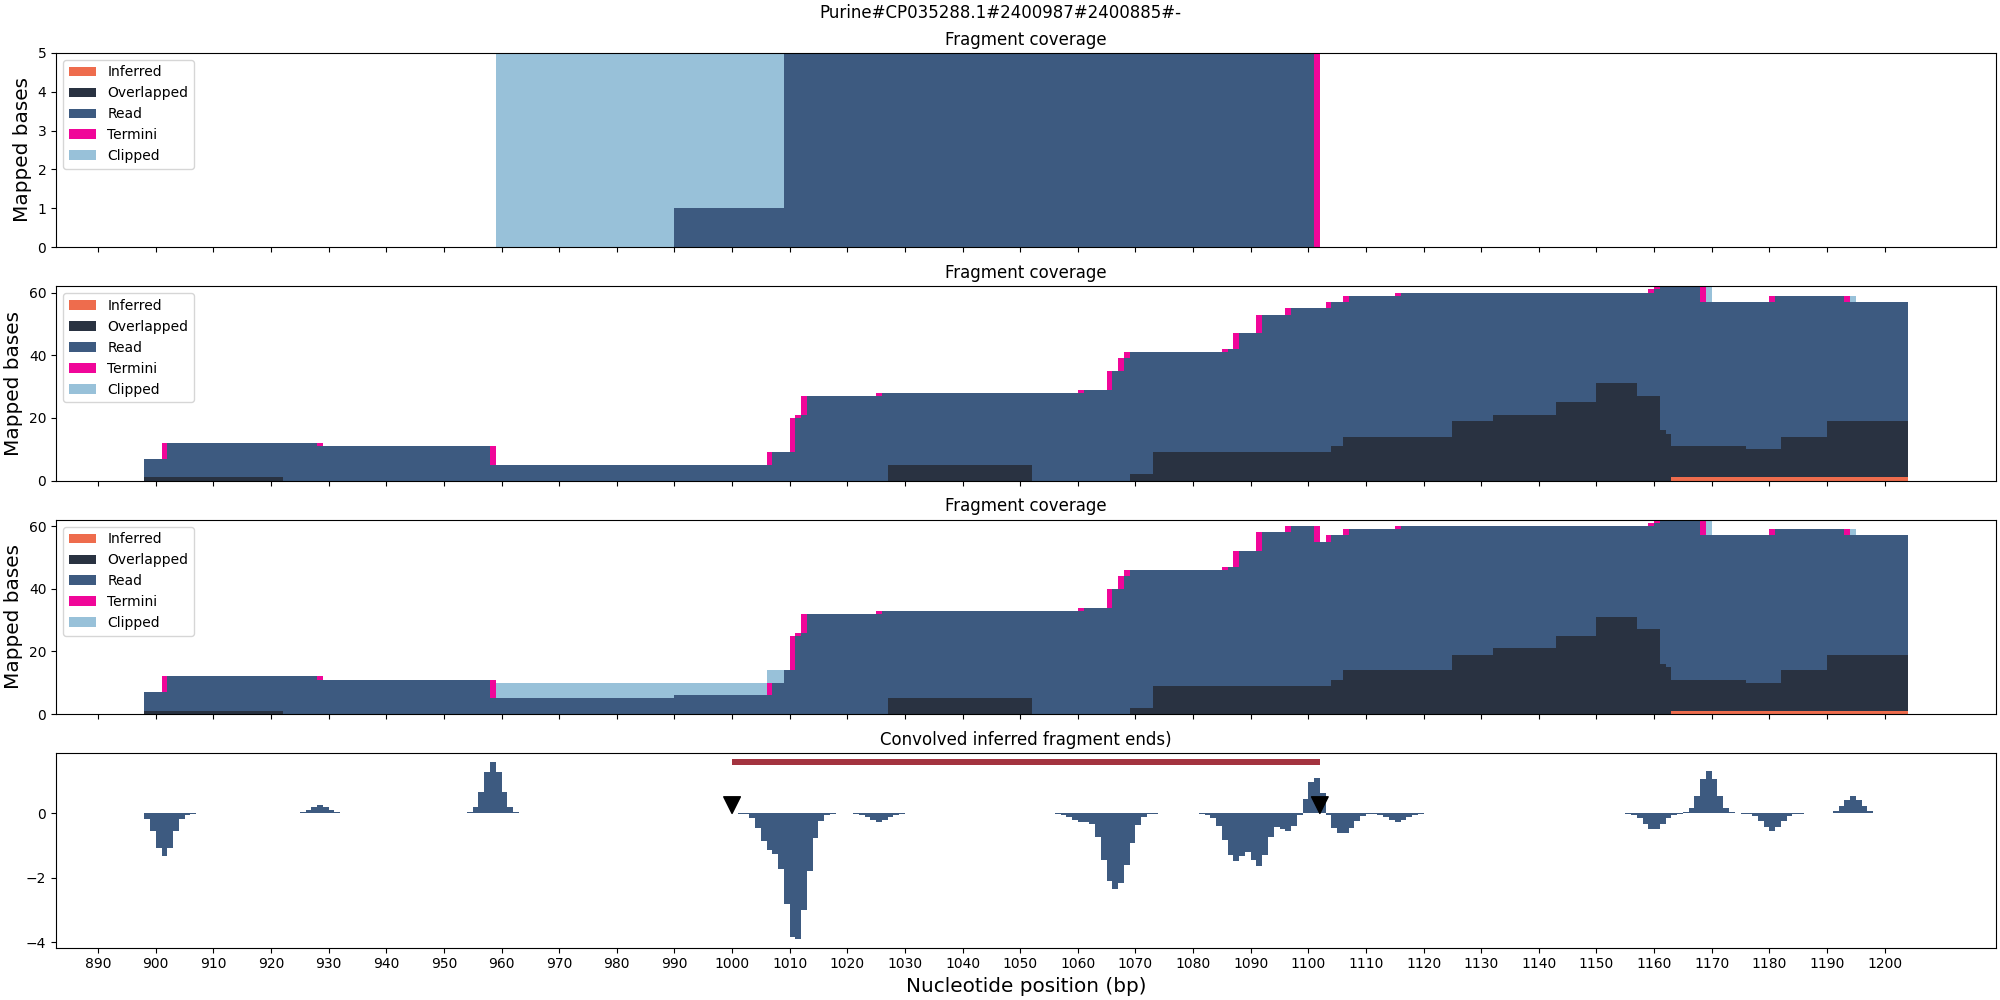 Purine#CP035288.1#2400987#2400885#-
Fragment coverage
Mapped bases
5
4
3
2
1
0
Inferred
Overlapped
Read
Termini
Clipped
Fragment coverage
Mapped bases
60
40
20
0
Inferred
Overlapped
Read
Termini
Clipped
Fragment coverage
Mapped bases
60
40
20
0
Inferred
Overlapped
Read
Termini
Clipped
Convolved inferred fragment ends)
0
−2
−4
890 900 910 920 930 940 950 960 970 980 990 1000 1010 1020 1030 1040 1050 1060 1070 1080 1090 1100 1110 1120 1130 1140 1150 1160 1170 1180 1190 1200
Nucleotide position (bp)